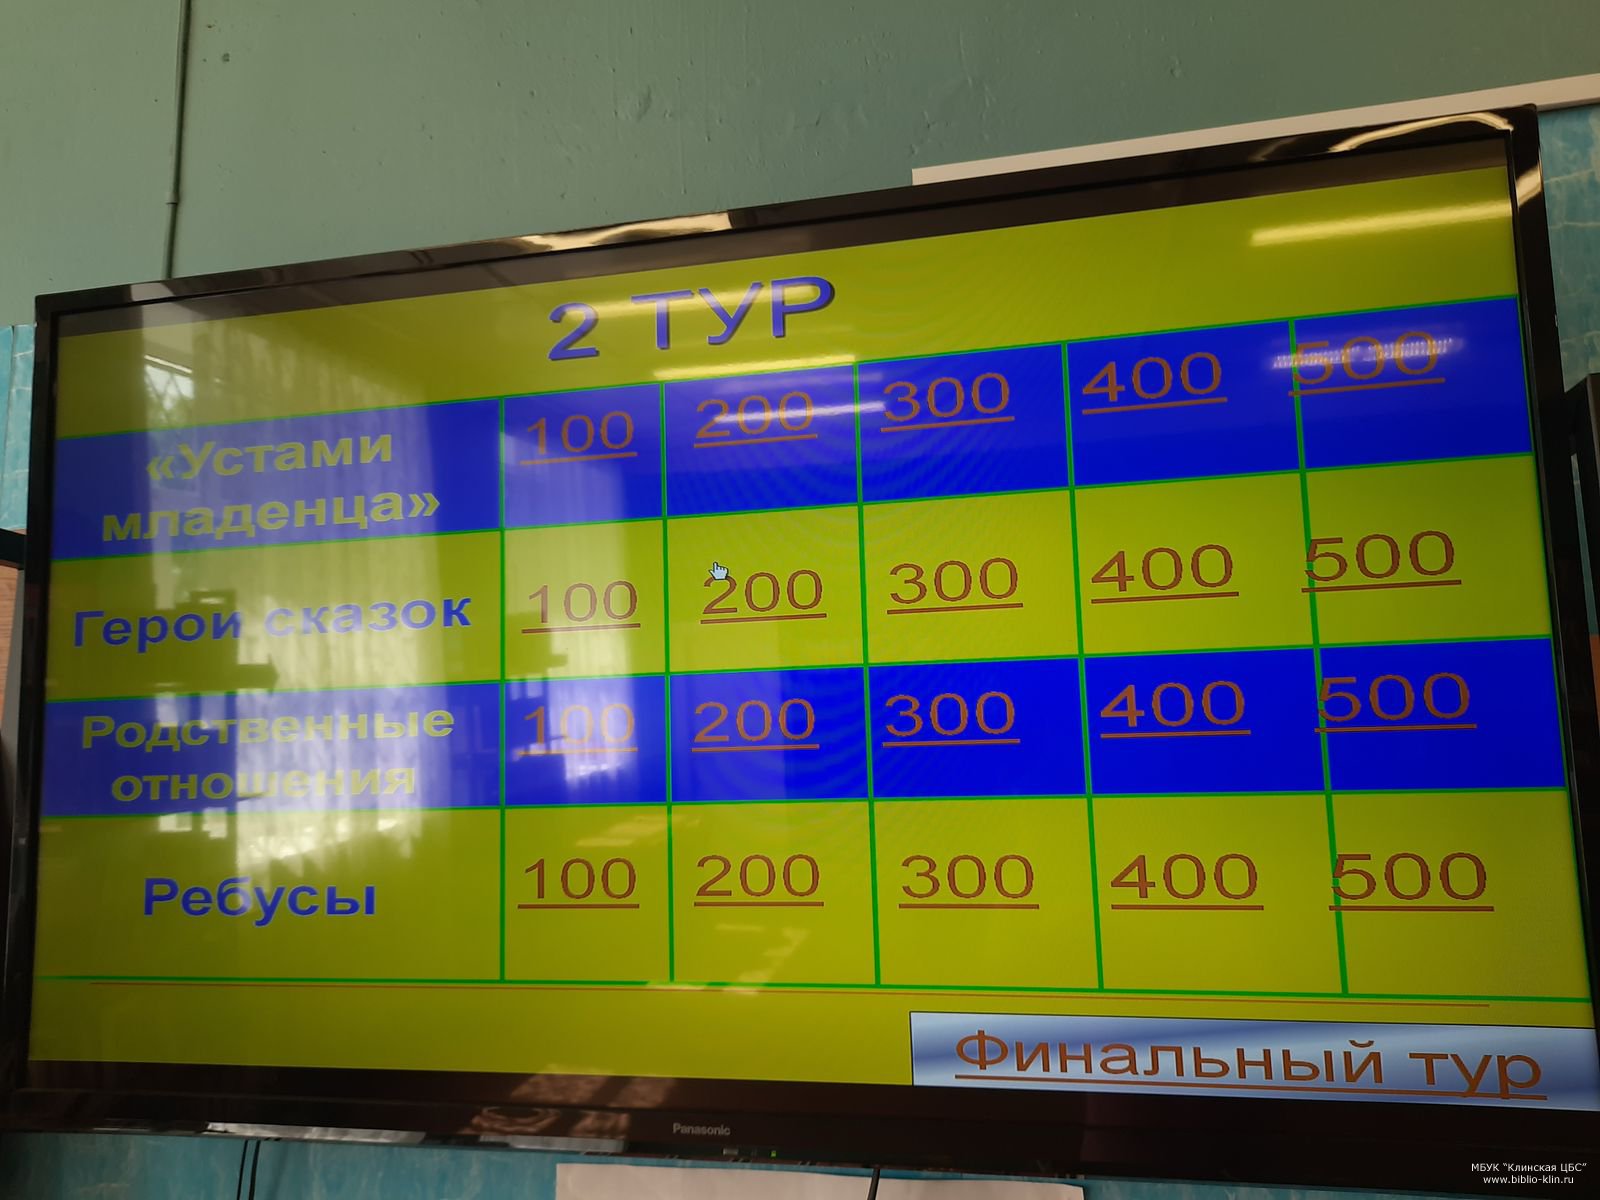 2 ТУР
«Устами
младенца» 100 200 300 400 500
Герои сказок 100 200 300 400 500
Родственные
отношения 100 200 300 400 500
Ребусы 100 200 300 400 500
Финальный тур
Panasonic
МБУК "Клинская ЦБС"
www.biblio-klin.ru